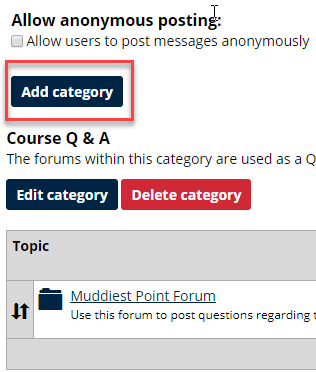 Allow anonymous posting:
Allow users to post messages anonymously
Add category
Course Q & A
The forums within this category are used as a Q
Edit category Delete category
Topic
Muddiest Point Forum
Use this forum to post questions regarding t